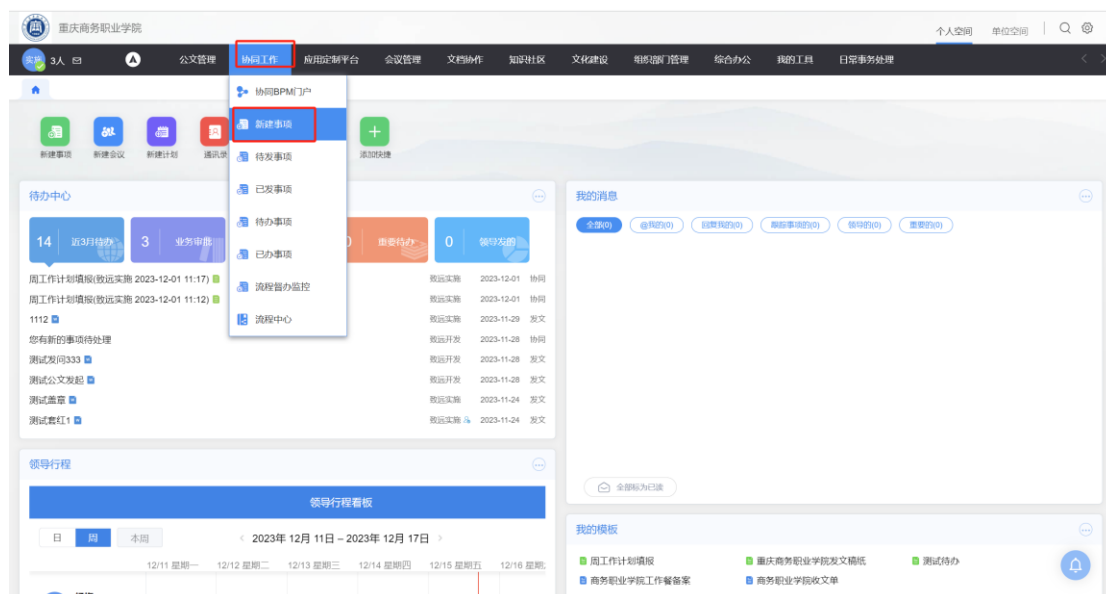 重庆商务职业学院
个人空间 单位空间
实施 3人 公文管理 协同工作 应用定制平台 会议管理 文档协作 知识社区 文化建设 组织部门管理 综合办公 我的工具 日常事务处理
协同BPM门户
新建事项
待发事项
已发事项
待办事项
已办事项
流程督办监控
流程中心
新建事项 新建会议 新建计划 通讯录 添加快捷
待办中心
14 近3月待办 3 业务审批 重要待办 0 领导发的
周工作计划填报(致远实施 2023-12-01 11:17) 致远实施 2023-12-01 协同
周工作计划填报(致远实施 2023-12-01 11:12) 致远实施 2023-12-01 协同
1112 致远实施 2023-11-29 发文
您有新的事项待处理 致远开发 2023-11-28 协同
测试发问333 致远开发 2023-11-28 发文
测试公文发起 致远开发 2023-11-28 发文
测试盖章 致远实施 2023-11-24 发文
测试套红1 致远实施 2023-11-24 发文
我的消息
全部(0) @我的(0) 回复我的(0) 跟踪事项的(0) 领导的(0) 重要的(0)
全部标为已读
领导行程
领导行程看板
日 周 本周 2023年 12月 11日 – 2023年 12月 17日
12/11 星期一 12/12 星期二 12/13 星期三 12/14 星期四 12/15 星期五 12/16 星期
我的模板
周工作计划填报 重庆商务职业学院发文稿纸 测试待办
商务职业学院工作餐备案 商务职业学院收文单